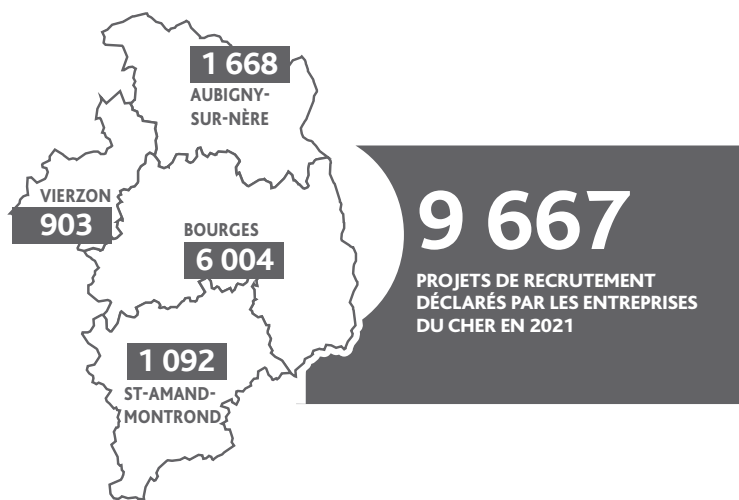 1 668
AUBIGNY-
SUR-NÈRE
VIERZON
903
BOURGES
6 004
1 092
ST-AMAND-
MONTROND
9 667
PROJETS DE RECRUTEMENT
DÉCLARÉS PAR LES ENTREPRISES
DU CHER EN 2021